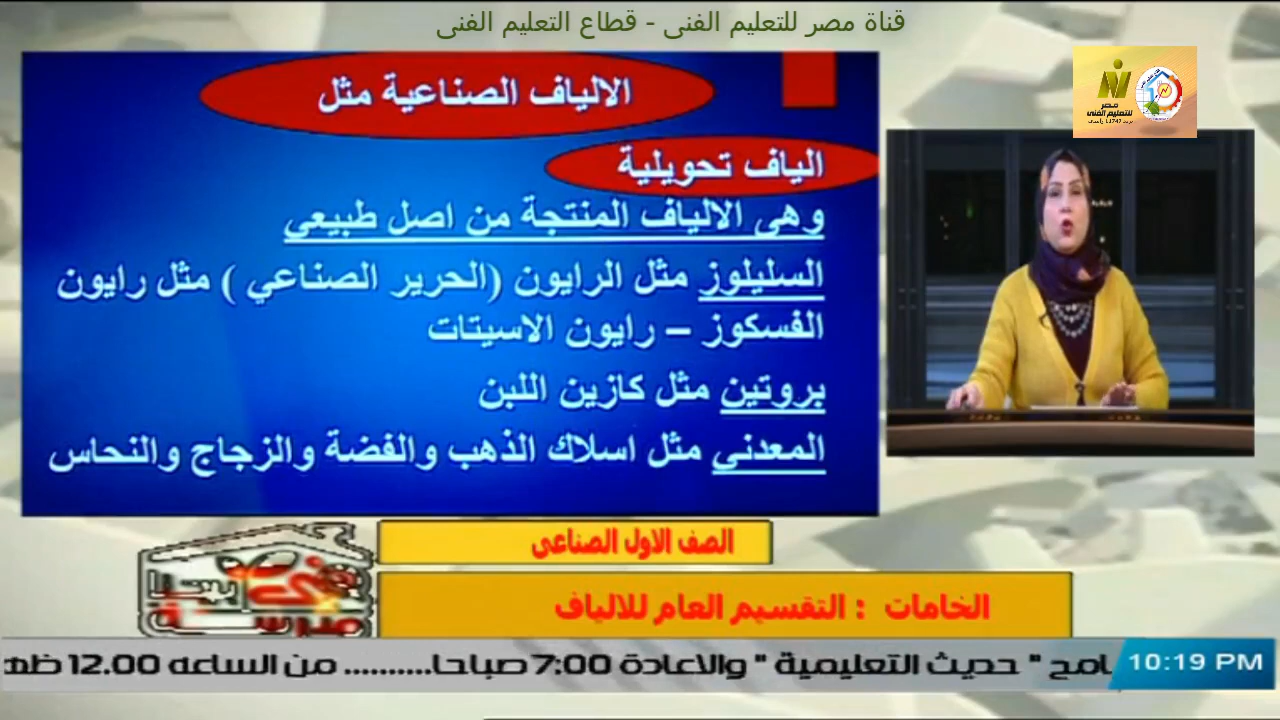 قناة مصر للتعليم الفنى - قطاع التعليم الفنى
الالياف الصناعية مثل
الياف تحويلية
وهى الالياف المنتجة من اصل طبيعي
السليلوز مثل الرايون (الحرير الصناعي ) مثل رايون
الفسكوز – رايون الاسيتات
بروتين مثل كازين اللبن
المعدني مثل اسلاك الذهب والفضة والزجاج والنحاس
مصر
للتعليم الفنى
الصف الاول الصناعى
الخامات : التقسيم العام للالياف
امج " حديث التعليمية " والاعادة 7:00 صباحا.......... من الساعه 12.00 ظه
10:19 PM